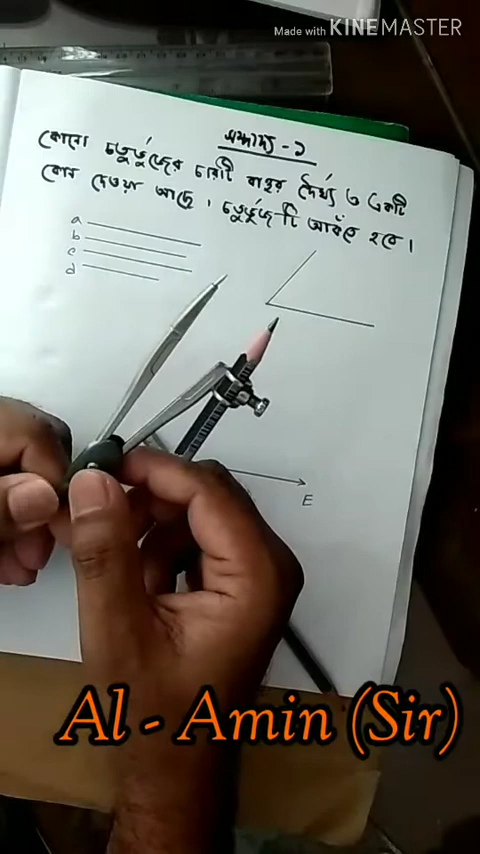 Made with KINEMASTER
সম্পাদ্য - ১
কোনো চতুর্ভুজের চারটি বাহুর দৈর্ঘ্য ও একটি
কোণ দেওয়া আছে। চতুর্ভুজটি আঁকতে হবে।
a
b
c
d
E
Al - Amin (Sir)